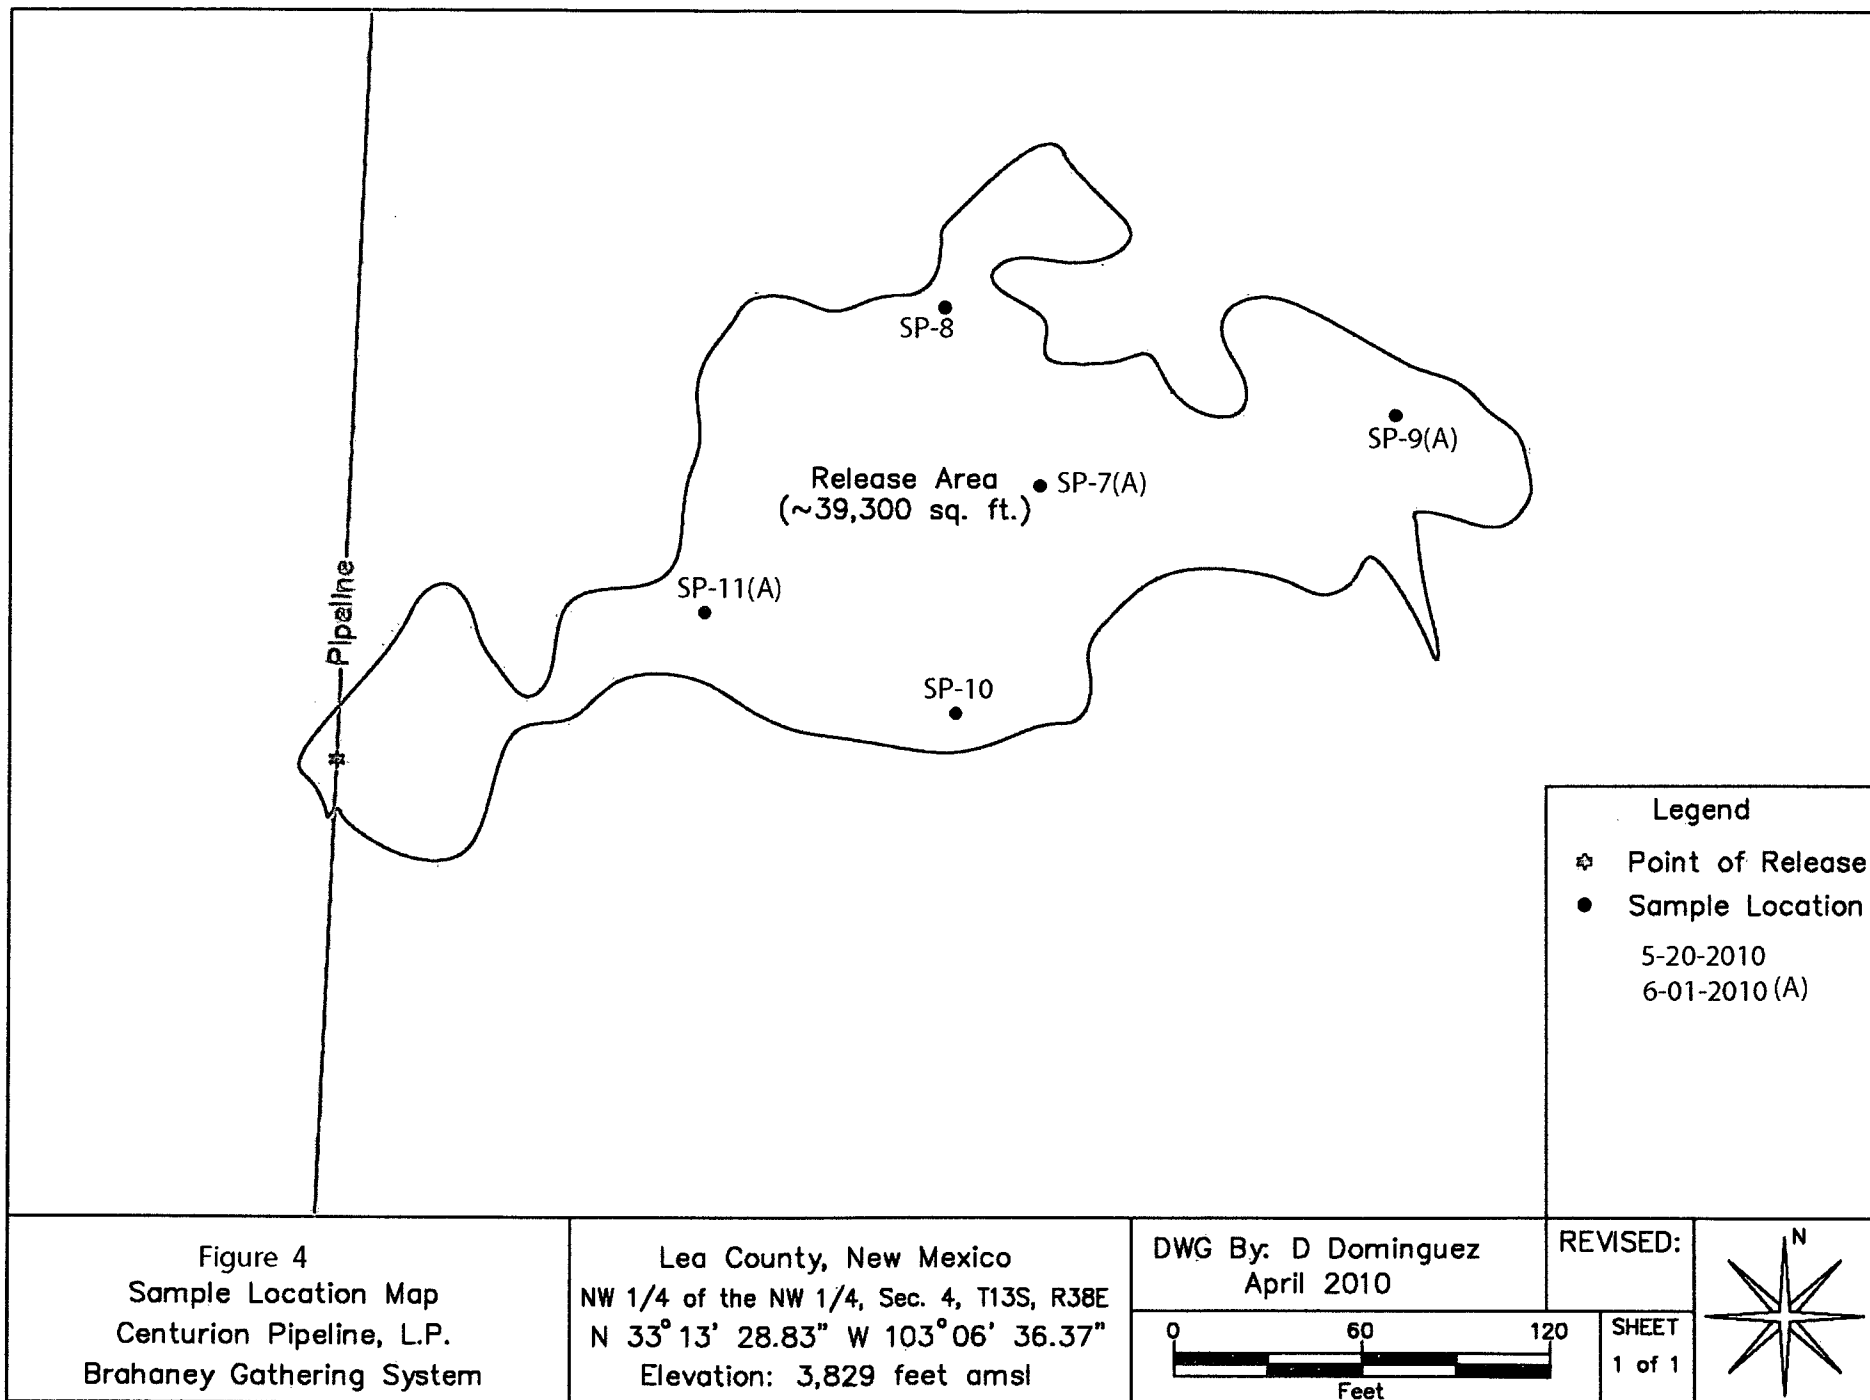 SP-8
SP-9(A)
Release Area
(~39,300 sq. ft.)
SP-7(A)
Pipeline
SP-11(A)
SP-10
Legend
Point of Release
Sample Location
5-20-2010
6-01-2010 (A)
Figure 4
Sample Location Map
Centurion Pipeline, L.P.
Brahaney Gathering System
Lea County, New Mexico
NW 1/4 of the NW 1/4, Sec. 4, T13S, R38E
N 33° 13' 28.83" W 103° 06' 36.37"
Elevation: 3,829 feet amsl
DWG By: D Dominguez
April 2010
REVISED:
0 60 120
Feet
SHEET
1 of 1
N